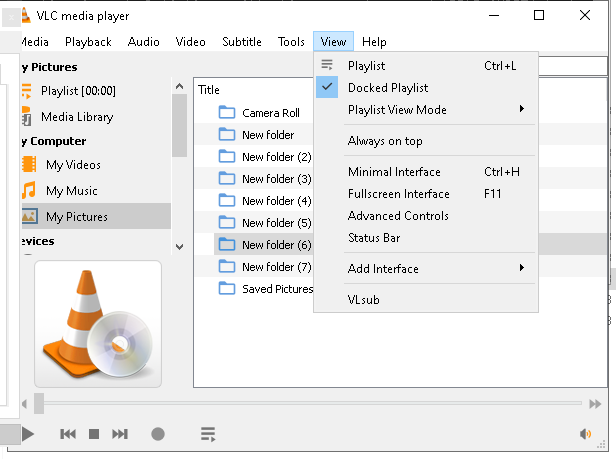 VLC media player
Media Playback Audio Video Subtitle Tools View Help
My Pictures
Playlist [00:00]
Media Library
My Computer
My Videos
My Music
My Pictures
Devices
Title
Camera Roll
New folder
New folder (2)
New folder (3)
New folder (4)
New folder (5)
New folder (6)
New folder (7)
Saved Pictures
Playlist Ctrl+L
Docked Playlist
Playlist View Mode
Always on top
Minimal Interface Ctrl+H
Fullscreen Interface F11
Advanced Controls
Status Bar
Add Interface
VLsub